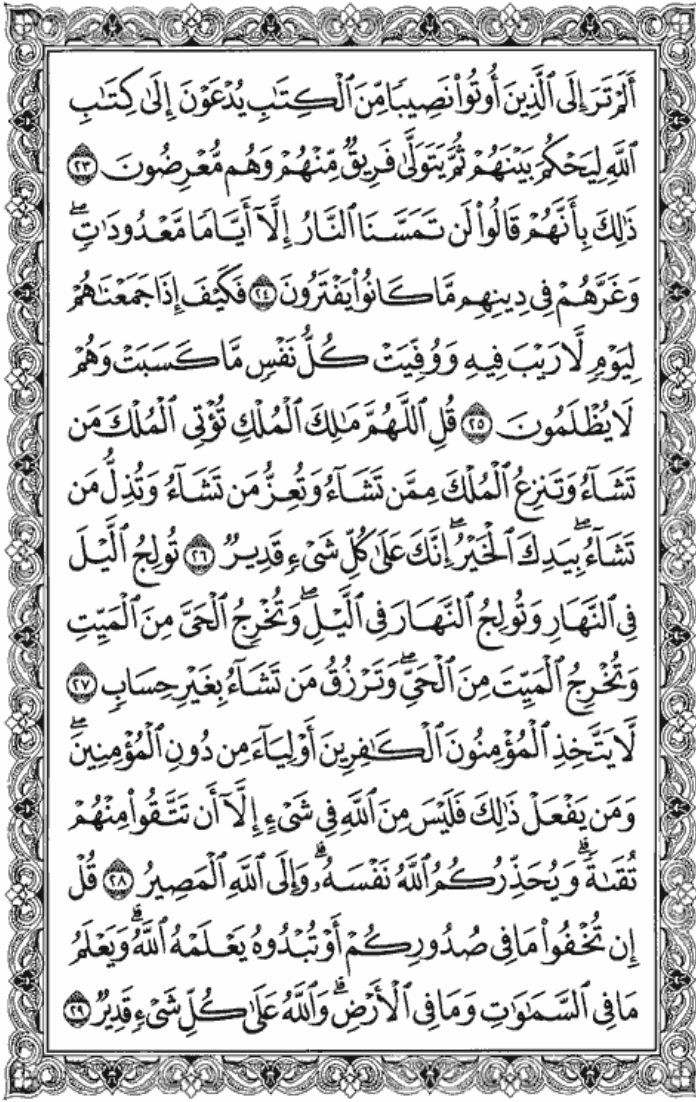 أَلَمْ تَرَ إِلَى ٱلَّذِينَ أُوتُوا۟ نَصِيبًا مِّنَ ٱلْكِتَـٰبِ يُدْعَوْنَ إِلَىٰ كِتَـٰبِ
ٱللَّهِ لِيَحْكُمَ بَيْنَهُمْ ثُمَّ يَتَوَلَّىٰ فَرِيقٌ مِّنْهُمْ وَهُم مُّعْرِضُونَ ٢٣
ذَٰلِكَ بِأَنَّهُمْ قَالُوا۟ لَن تَمَسَّنَا ٱلنَّارُ إِلَّآ أَيَّامًا مَّعْدُودَٰتٍ ۖ
وَغَرَّهُمْ فِى دِينِهِم مَّا كَانُوا۟ يَفْتَرُونَ ٢٤ فَكَيْفَ إِذَا جَمَعْنَـٰهُمْ
لِيَوْمٍ لَّا رَيْبَ فِيهِ وَوُفِّيَتْ كُلُّ نَفْسٍ مَّا كَسَبَتْ وَهُمْ
لَا يُظْلَمُونَ ٢٥ قُلِ ٱللَّهُمَّ مَـٰلِكَ ٱلْمُلْكِ تُؤْتِى ٱلْمُلْكَ مَن
تَشَآءُ وَتَنزِعُ ٱلْمُلْكَ مِمَّن تَشَآءُ وَتُعِزُّ مَن تَشَآءُ وَتُذِلُّ مَن
تَشَآءُ ۖ بِيَدِكَ ٱلْخَيْرُ ۖ إِنَّكَ عَلَىٰ كُلِّ شَىْءٍ قَدِيرٌ ٢٦ تُولِجُ ٱلَّيْلَ
فِى ٱلنَّهَارِ وَتُولِجُ ٱلنَّهَارَ فِى ٱلَّيْلِ ۖ وَتُخْرِجُ ٱلْحَىَّ مِنَ ٱلْمَيِّتِ
وَتُخْرِجُ ٱلْمَيِّتَ مِنَ ٱلْحَىِّ ۖ وَتَرْزُقُ مَن تَشَآءُ بِغَيْرِ حِسَابٍ ٢٧
لَّا يَتَّخِذِ ٱلْمُؤْمِنُونَ ٱلْكَـٰفِرِينَ أَوْلِيَآءَ مِن دُونِ ٱلْمُؤْمِنِينَ ۖ
وَمَن يَفْعَلْ ذَٰلِكَ فَلَيْسَ مِنَ ٱللَّهِ فِى شَىْءٍ إِلَّآ أَن تَتَّقُوا۟ مِنْهُمْ
تُقَىٰةً ۗ وَيُحَذِّرُكُمُ ٱللَّهُ نَفْسَهُۥ ۗ وَإِلَى ٱللَّهِ ٱلْمَصِيرُ ٢٨ قُلْ
إِن تُخْفُوا۟ مَا فِى صُدُورِكُمْ أَوْ تُبْدُوهُ يَعْلَمْهُ ٱللَّهُ ۗ وَيَعْلَمُ
مَا فِى ٱلسَّمَـٰوَٰتِ وَمَا فِى ٱلْأَرْضِ ۗ وَٱللَّهُ عَلَىٰ كُلِّ شَىْءٍ قَدِيرٌ ٢٩